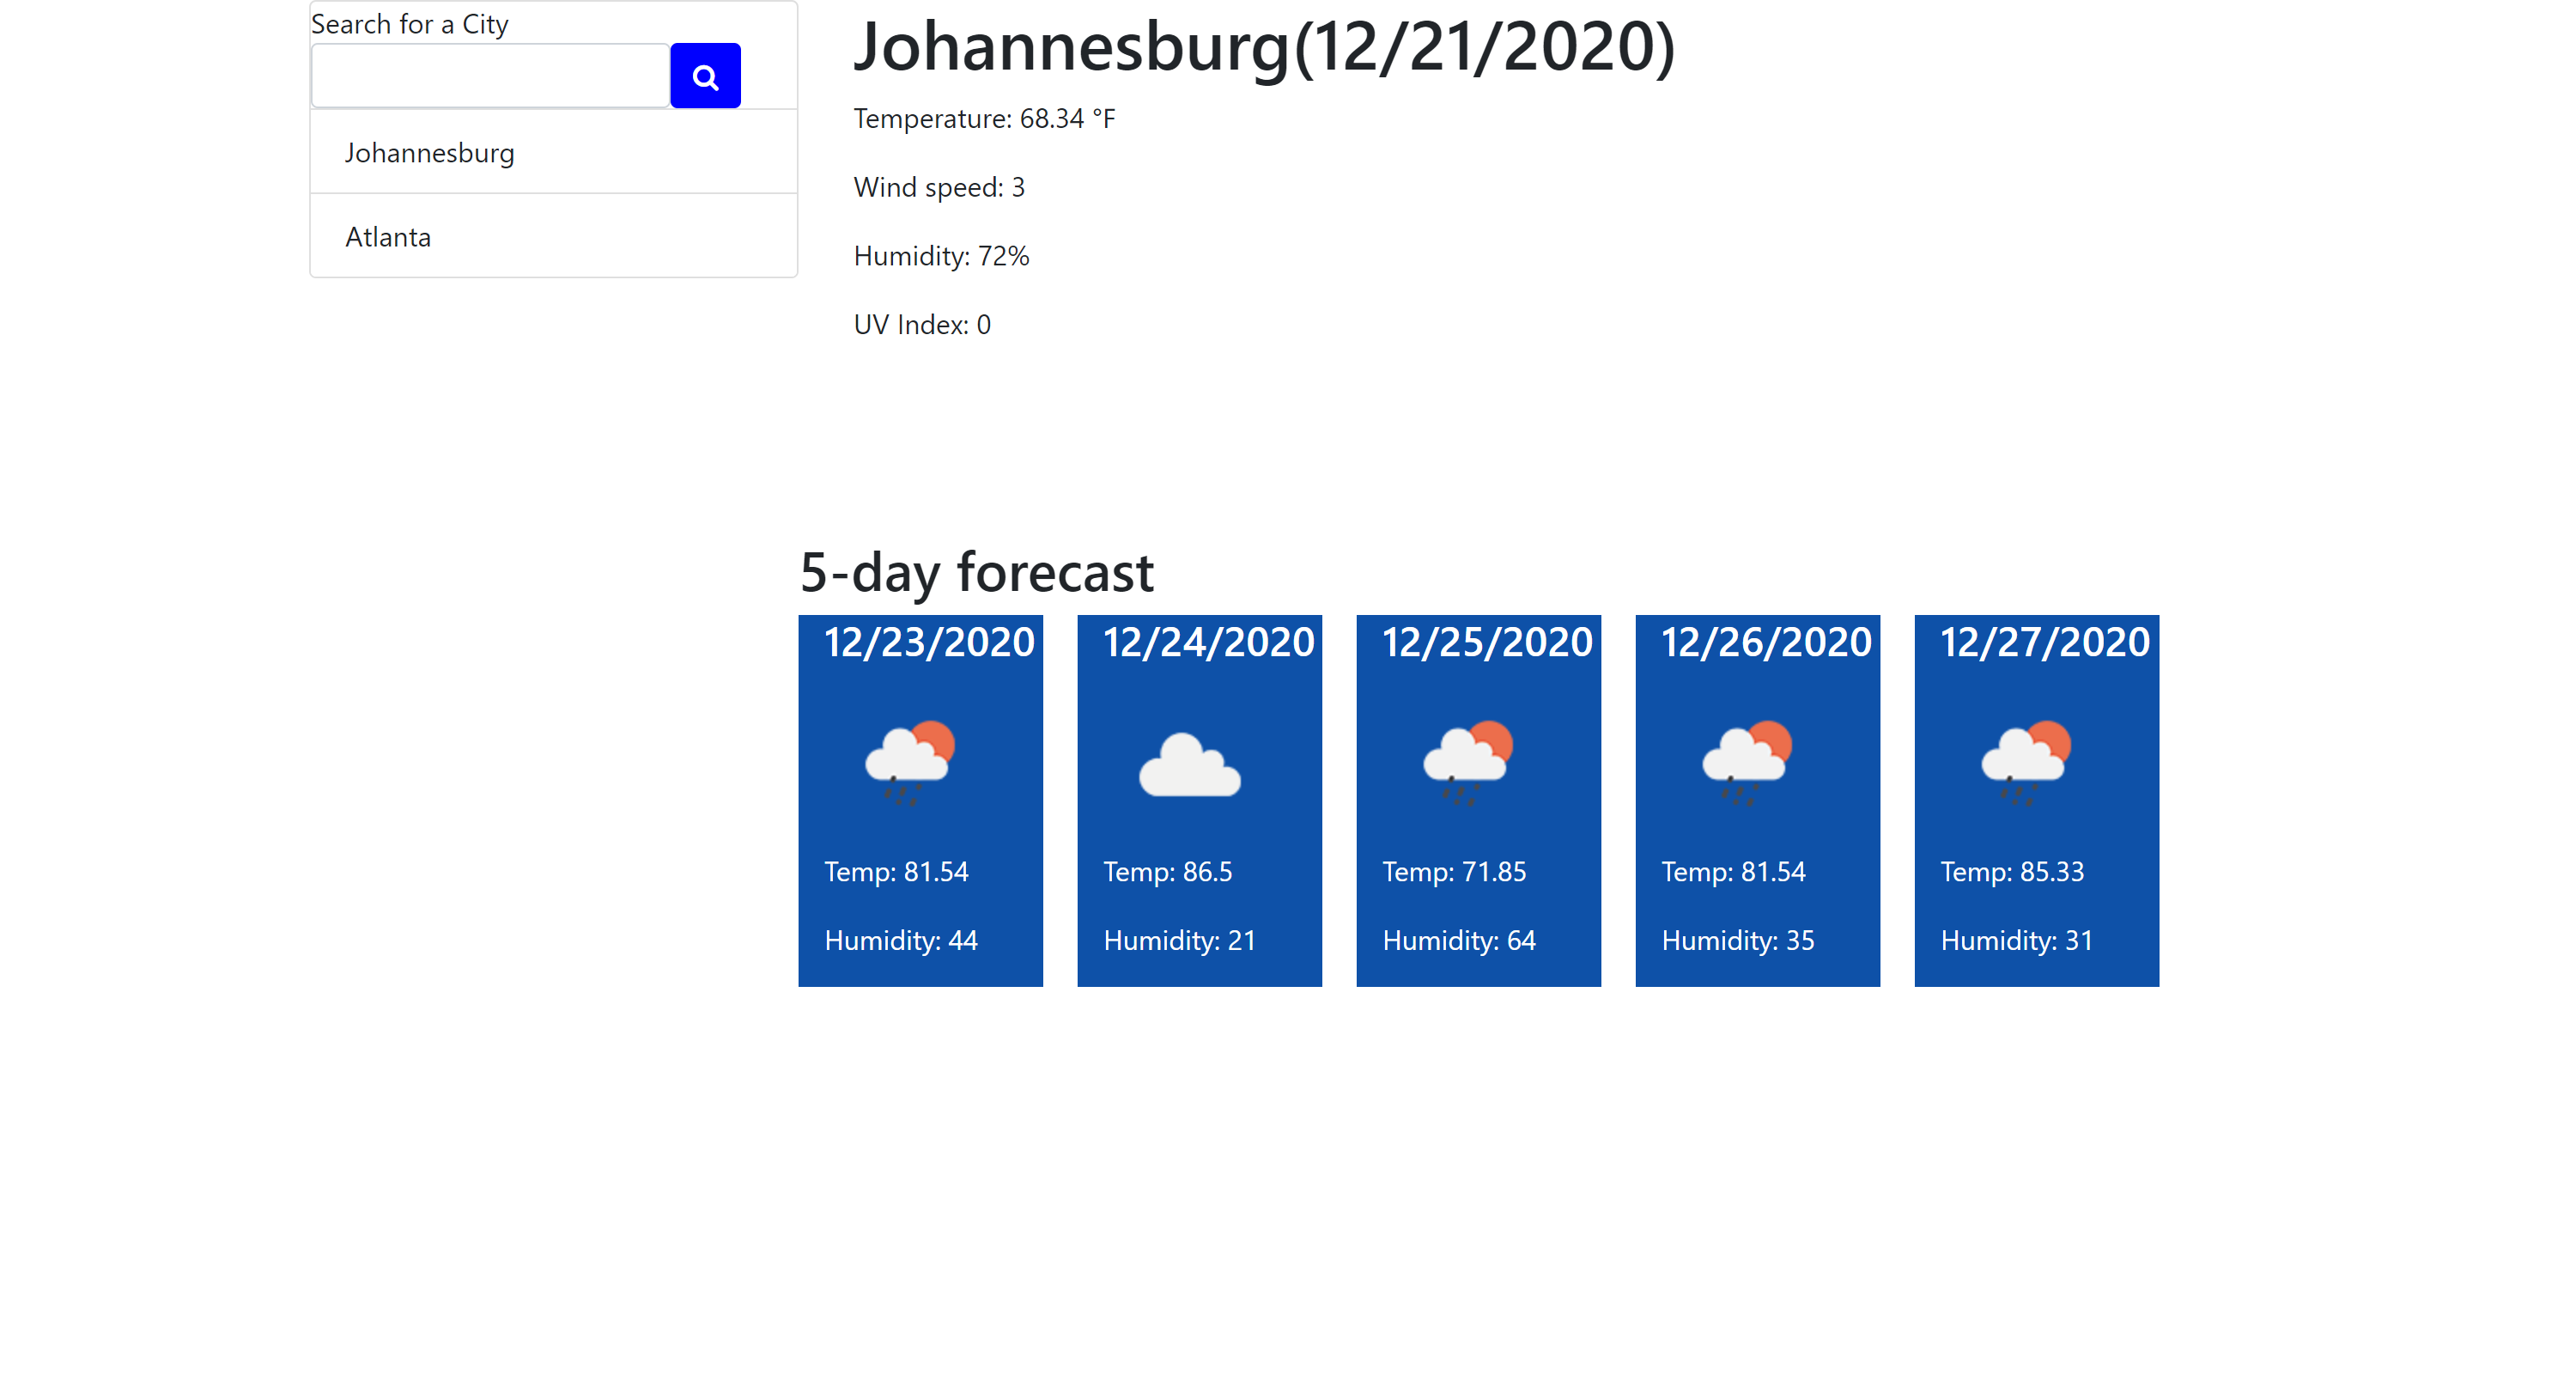 Search for a City
Johannesburg
Atlanta
Johannesburg(12/21/2020)
Temperature: 68.34 °F
Wind speed: 3
Humidity: 72%
UV Index: 0
5-day forecast
12/23/2020
Temp: 81.54
Humidity: 44
12/24/2020
Temp: 86.5
Humidity: 21
12/25/2020
Temp: 71.85
Humidity: 64
12/26/2020
Temp: 81.54
Humidity: 35
12/27/2020
Temp: 85.33
Humidity: 31